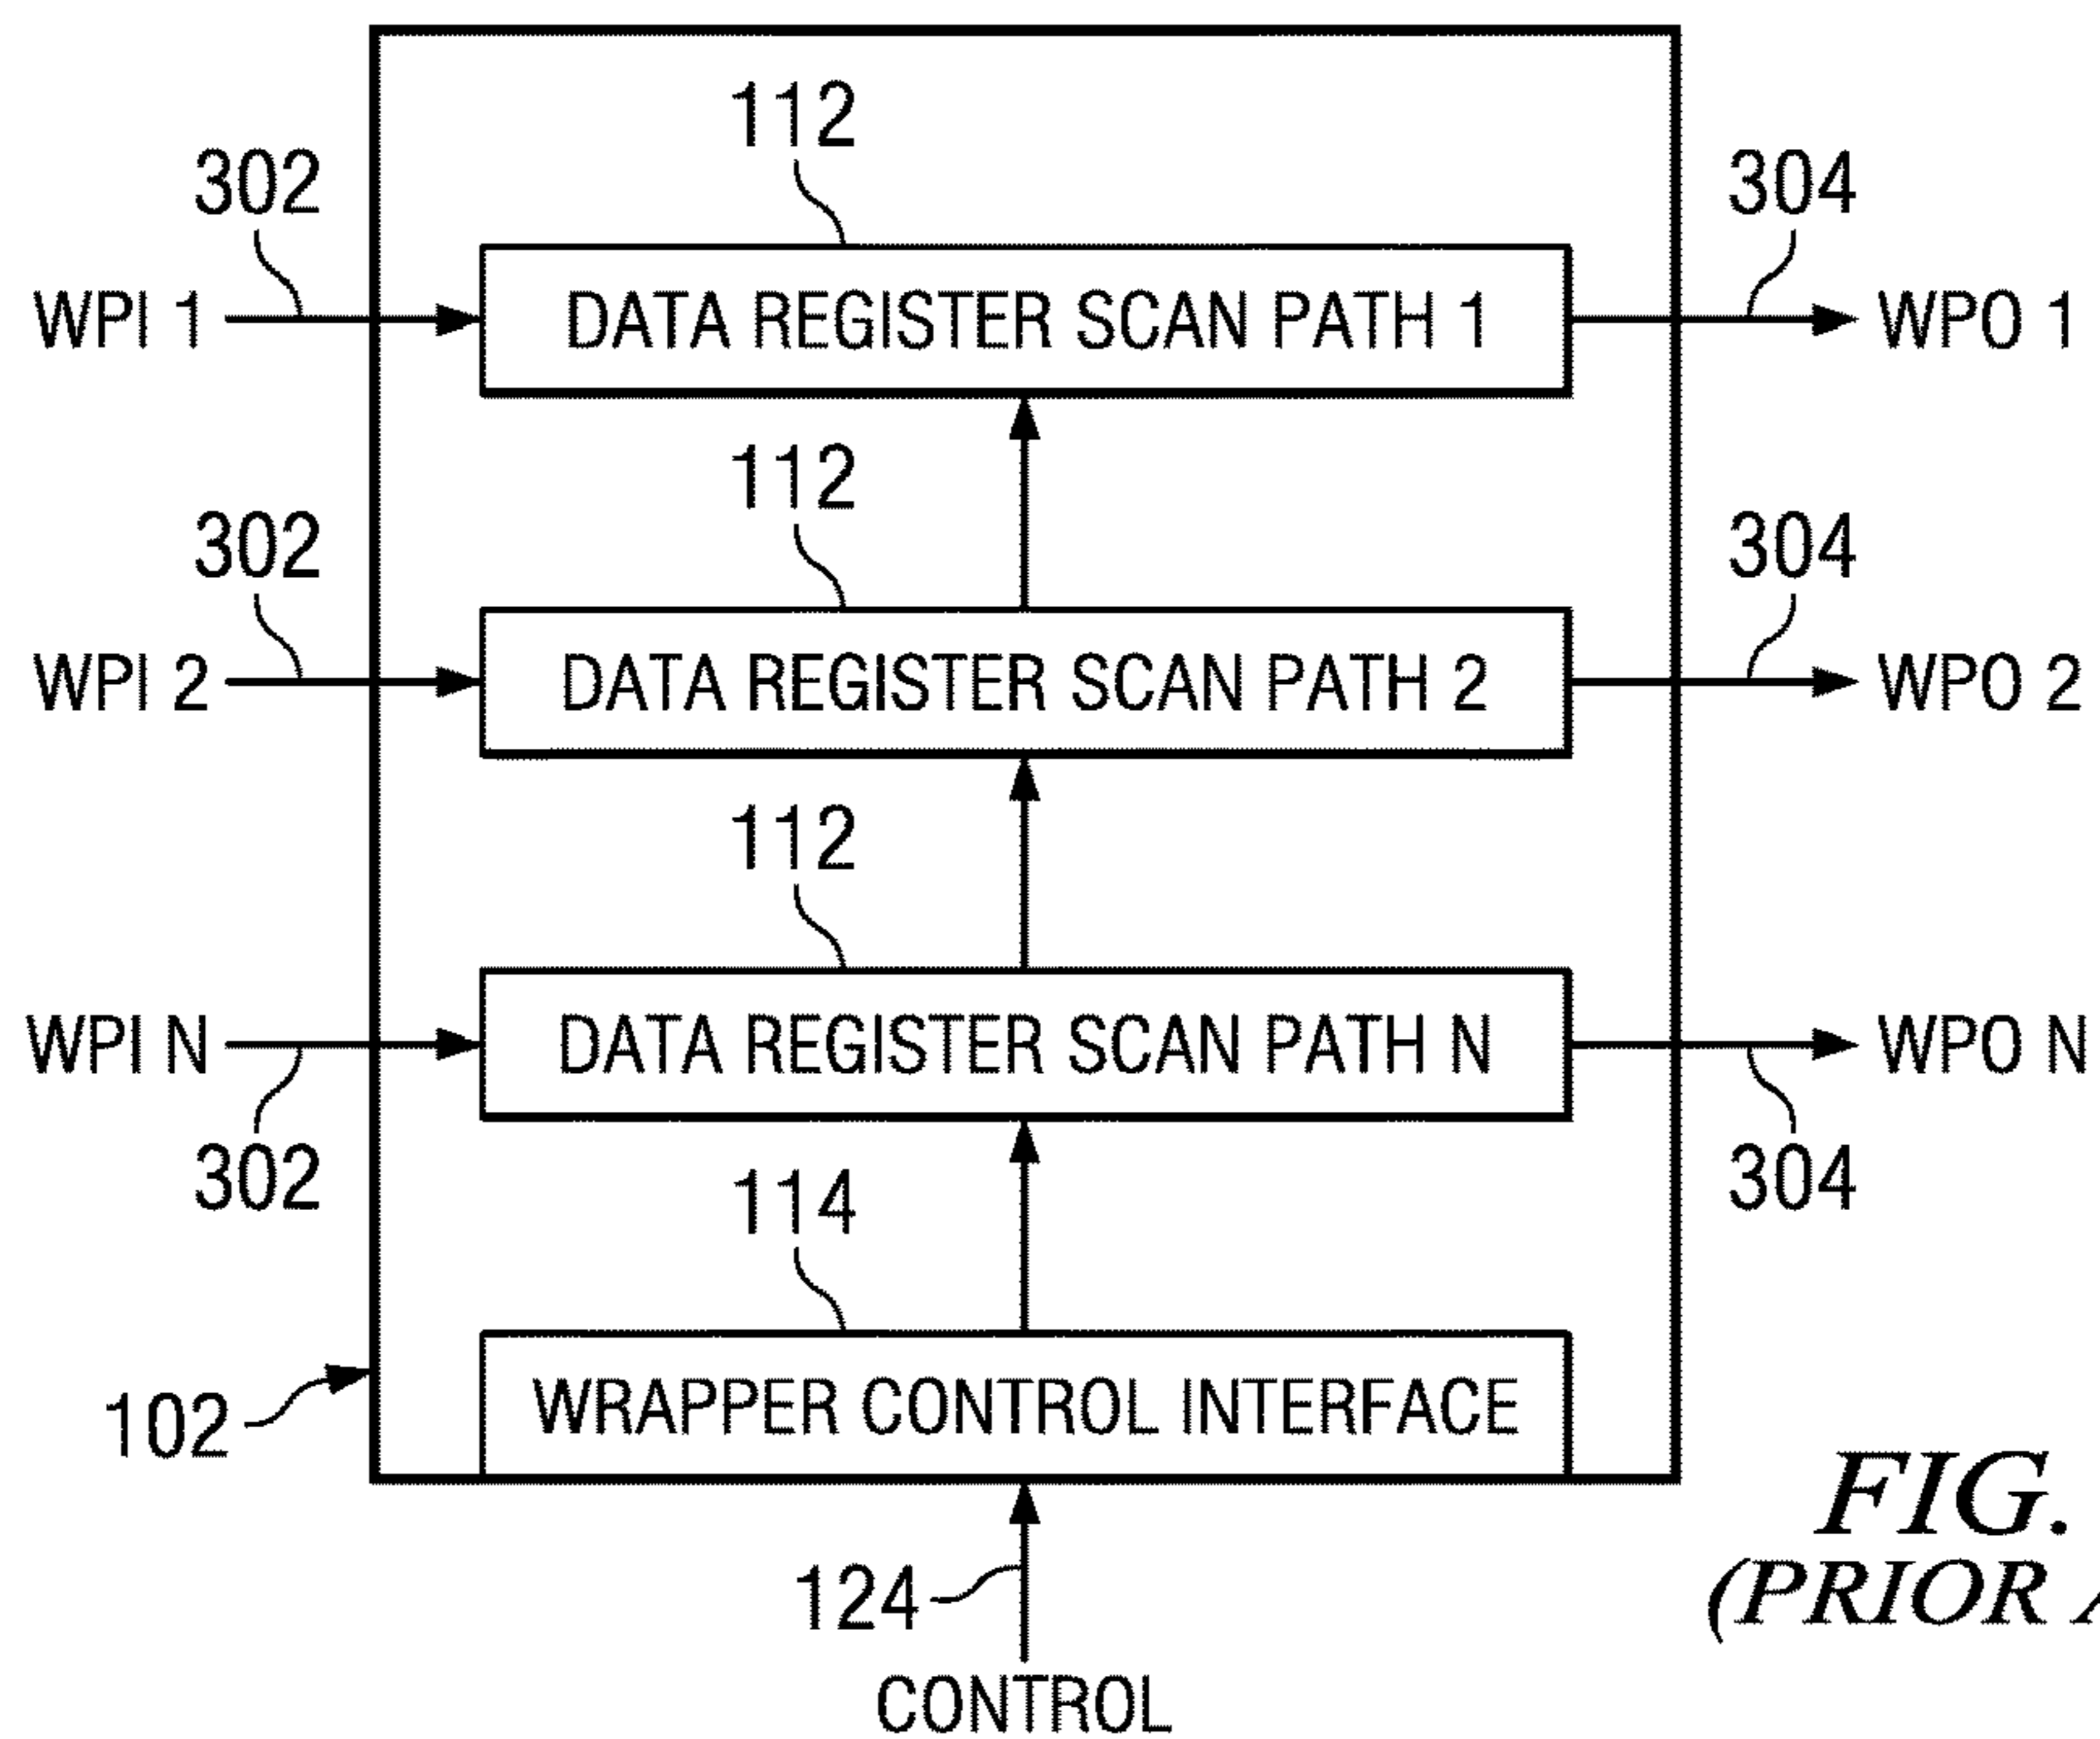 112
302 304
WPI 1 DATA REGISTER SCAN PATH 1 WPO 1
112
302 304
WPI 2 DATA REGISTER SCAN PATH 2 WPO 2
112
WPI N DATA REGISTER SCAN PATH N WPO N
302 304
114
102 WRAPPER CONTROL INTERFACE
FIG.
(PRIOR
124
CONTROL